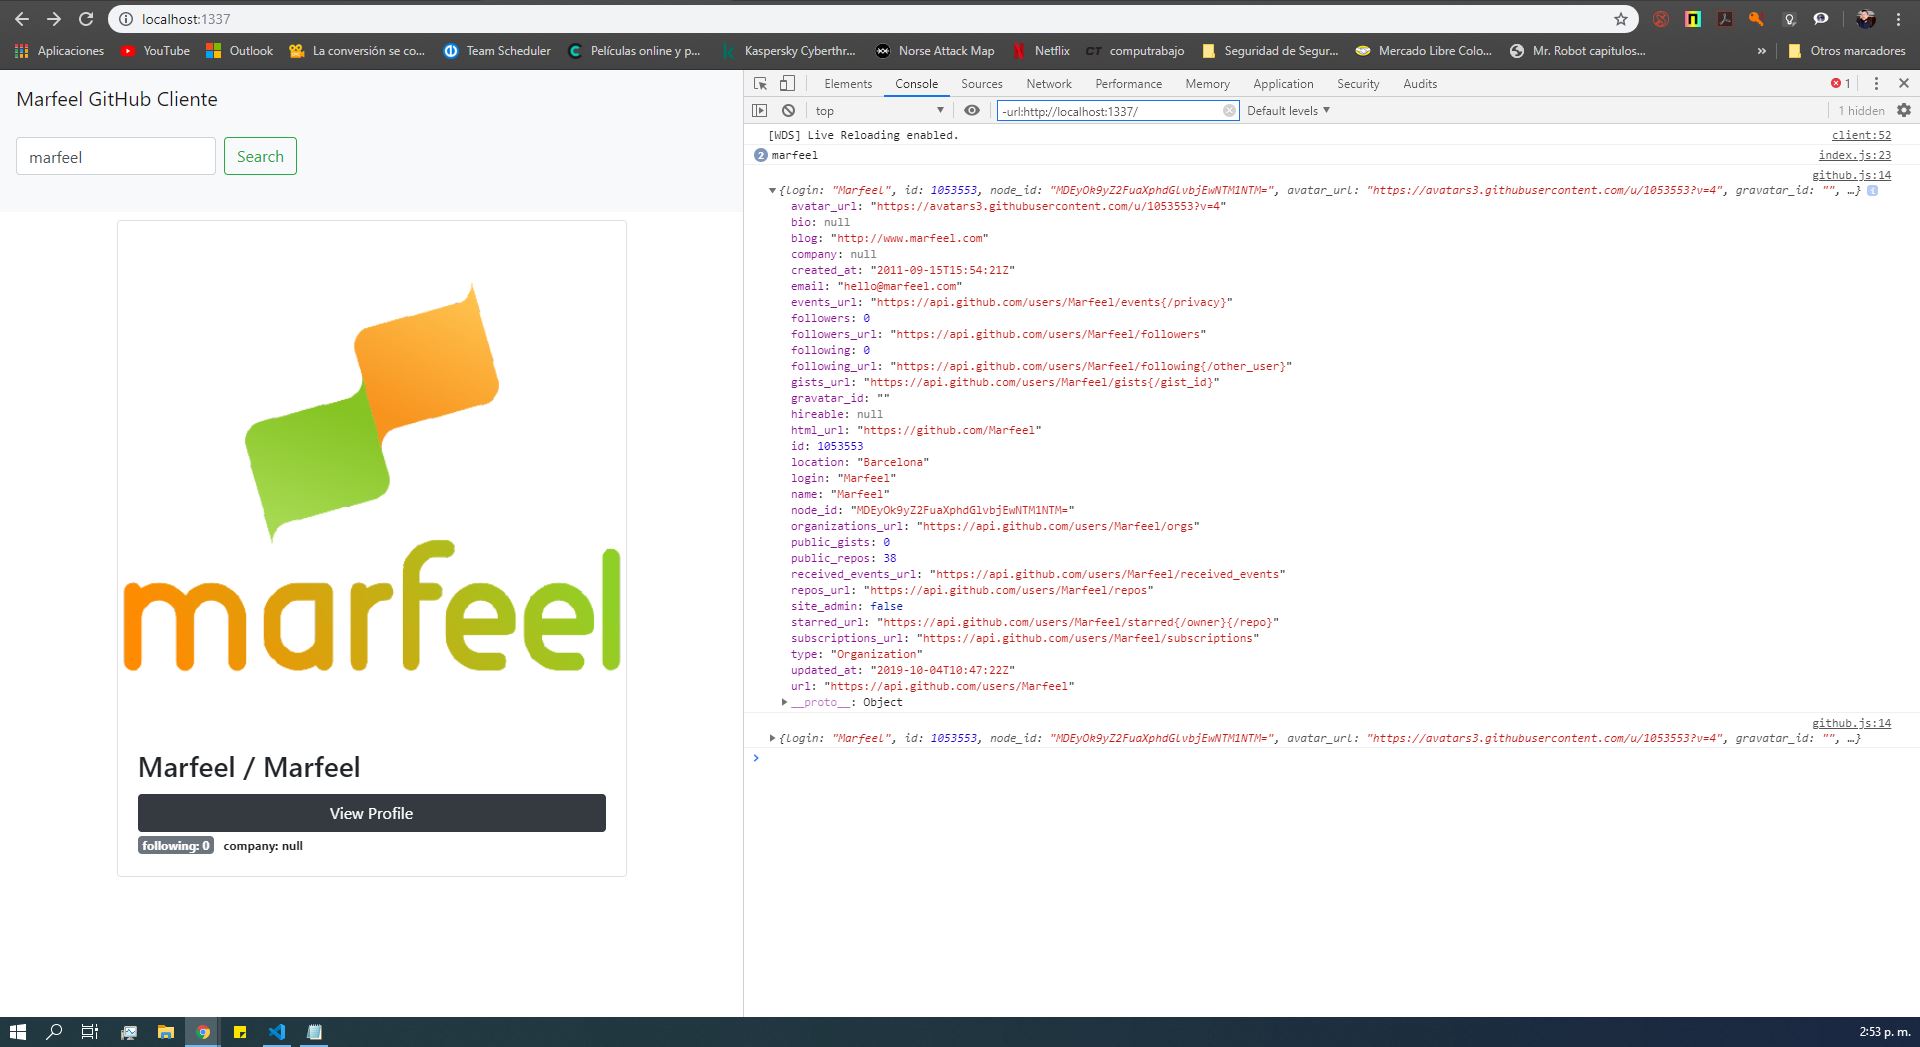 localhost:1337
Aplicaciones YouTube Outlook La conversión se co... Team Scheduler Películas online y p... Kaspersky Cyberthr... Norse Attack Map Netflix CT computrabajo Seguridad de Segur... Mercado Libre Colo... Mr. Robot capitulos... » Otros marcadores
Marfeel GitHub Cliente
marfeel Search
marfeel
Marfeel / Marfeel
View Profile
following: 0 company: null
Elements Console Sources Network Performance Memory Application Security Audits 1
top -url:http://localhost:1337/ Default levels 1 hidden
[WDS] Live Reloading enabled. client:52
2 marfeel index.js:23
github.js:14
{login: "Marfeel", id: 1053553, node_id: "MDEyOk9yZ2FuaXphdGlvbjEwNTM1NTM=", avatar_url: "https://avatars3.githubusercontent.com/u/1053553?v=4", gravatar_id: "", …}
avatar_url: "https://avatars3.githubusercontent.com/u/1053553?v=4"
bio: null
blog: "http://www.marfeel.com"
company: null
created_at: "2011-09-15T15:54:21Z"
email: "hello@marfeel.com"
events_url: "https://api.github.com/users/Marfeel/events{/privacy}"
followers: 0
followers_url: "https://api.github.com/users/Marfeel/followers"
following: 0
following_url: "https://api.github.com/users/Marfeel/following{/other_user}"
gists_url: "https://api.github.com/users/Marfeel/gists{/gist_id}"
gravatar_id: ""
hireable: null
html_url: "https://github.com/Marfeel"
id: 1053553
location: "Barcelona"
login: "Marfeel"
name: "Marfeel"
node_id: "MDEyOk9yZ2FuaXphdGlvbjEwNTM1NTM="
organizations_url: "https://api.github.com/users/Marfeel/orgs"
public_gists: 0
public_repos: 38
received_events_url: "https://api.github.com/users/Marfeel/received_events"
repos_url: "https://api.github.com/users/Marfeel/repos"
site_admin: false
starred_url: "https://api.github.com/users/Marfeel/starred{/owner}{/repo}"
subscriptions_url: "https://api.github.com/users/Marfeel/subscriptions"
type: "Organization"
updated_at: "2019-10-04T10:47:22Z"
url: "https://api.github.com/users/Marfeel"
__proto__: Object
github.js:14
{login: "Marfeel", id: 1053553, node_id: "MDEyOk9yZ2FuaXphdGlvbjEwNTM1NTM=", avatar_url: "https://avatars3.githubusercontent.com/u/1053553?v=4", gravatar_id: "", …}
2:53 p. m.